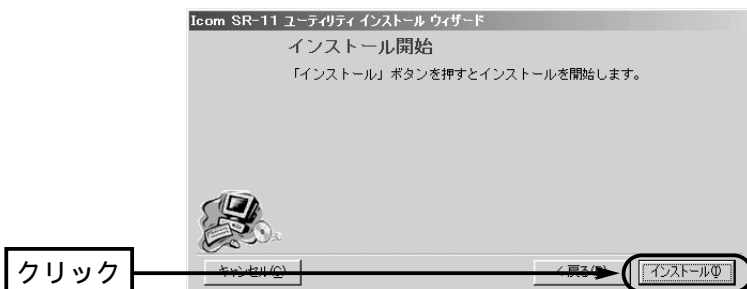 Icom SR-11 ユーティリティ インストール ウィザード
インストール開始
「インストール」ボタンを押すとインストールを開始します。
クリック
キャンセル(C)
< 戻る(B)
インストール(I)